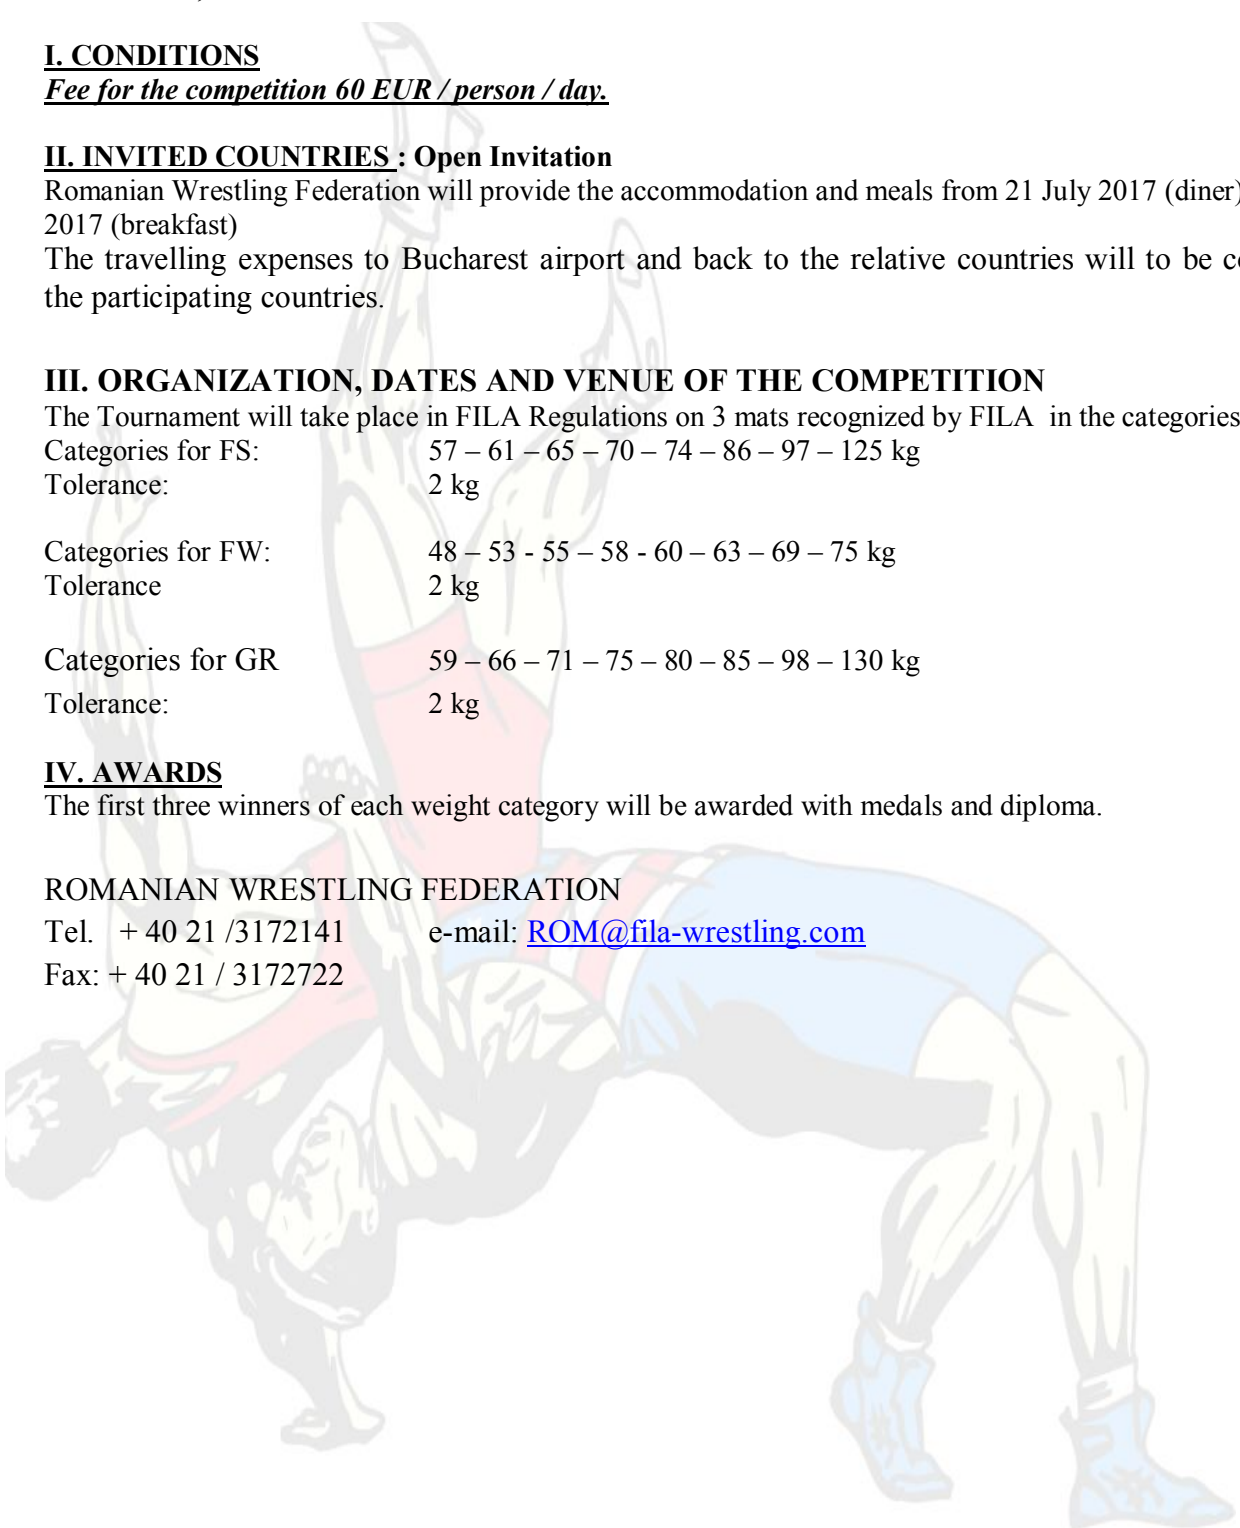 I. CONDITIONS
Fee for the competition 60 EUR / person / day.
II. INVITED COUNTRIES : Open Invitation
Romanian Wrestling Federation will provide the accommodation and meals from 21 July 2017 (diner)
2017 (breakfast)
The travelling expenses to Bucharest airport and back to the relative countries will to be
the participating countries.
III. ORGANIZATION, DATES AND VENUE OF THE COMPETITION
The Tournament will take place in FILA Regulations on 3 mats recognized by FILA  in the categories
Categories for FS: 57 – 61 – 65 – 70 – 74 – 86 – 97 – 125 kg
Tolerance: 2 kg
Categories for FW: 48 – 53 - 55 – 58 - 60 – 63 – 69 – 75 kg
Tolerance 2 kg
Categories for GR 59 – 66 – 71 – 75 – 80 – 85 – 98 – 130 kg
Tolerance: 2 kg
IV. AWARDS
The first three winners of each weight category will be awarded with medals and diploma.
ROMANIAN WRESTLING FEDERATION
Tel. + 40 21 /3172141 e-mail: ROM@fila-wrestling.com
Fax: + 40 21 / 3172722